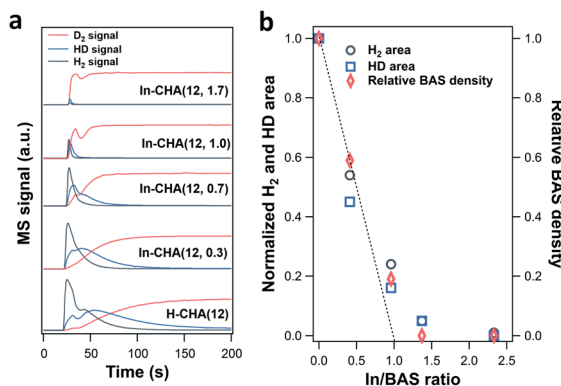 a
D2 signal
HD signal
H2 signal
In-CHA(12, 1.7)
In-CHA(12, 1.0)
In-CHA(12, 0.7)
In-CHA(12, 0.3)
H-CHA(12)
MS signal (a.u.)
0 50 100 150 200
Time (s)
b
H2 area
HD area
Relative BAS density
Normalized H2 and HD area
1.0
0.8
0.6
0.4
0.2
0.0
Relative BAS density
1.0
0.8
0.6
0.4
0.2
0.0
0.0 0.5 1.0 1.5 2.0 2.5
In/BAS ratio